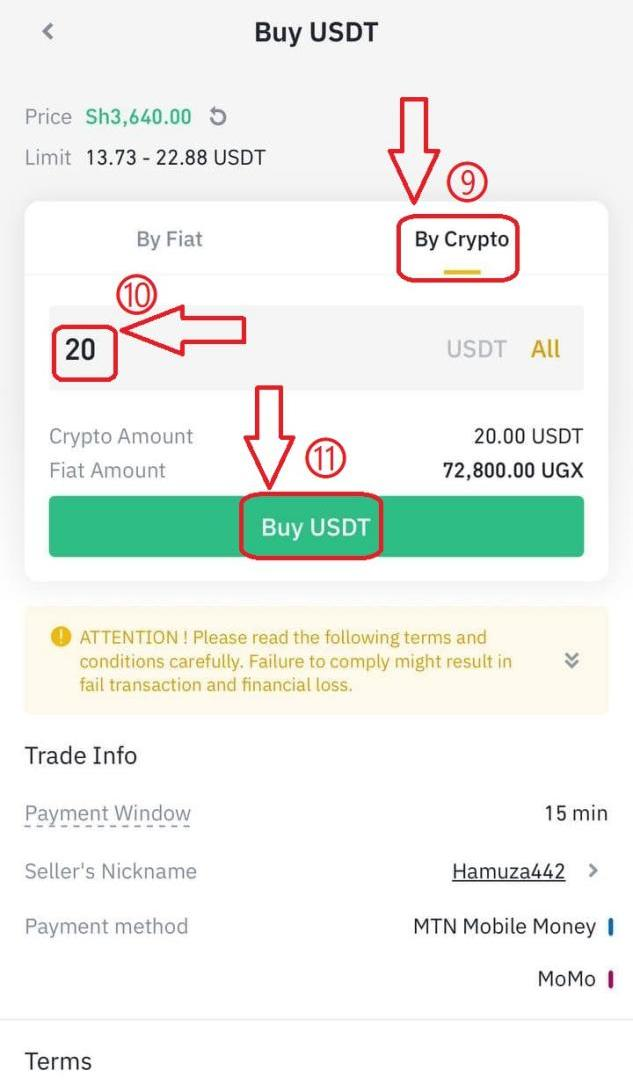 Buy USDT
Price Sh3,640.00
Limit 13.73 - 22.88 USDT
⑨
By Fiat By Crypto
⑩
20 USDT All
Crypto Amount 20.00 USDT
⑪
Fiat Amount 72,800.00 UGX
Buy USDT
ATTENTION ! Please read the following terms and
conditions carefully. Failure to comply might result in
fail transaction and financial loss.
Trade Info
Payment Window 15 min
Seller's Nickname Hamuza442
Payment method MTN Mobile Money
MoMo
Terms